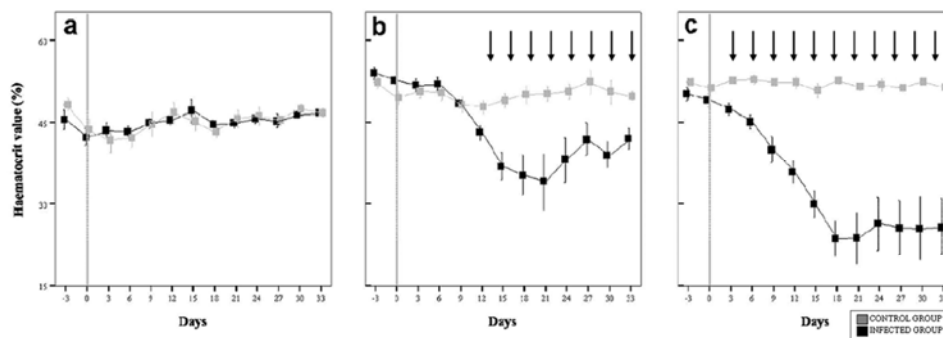 a b c
63
45
33
15
Haematocrit value (%)
-3 0 3 6 9 12 15 18 21 24 27 30 33
-3 0 3 6 9 12 15 18 21 24 27 30 33
-3 0 3 6 9 12 15 18 21 24 27 30 33
Days Days Days
CONTROL GROUP
INFECTED GROUP